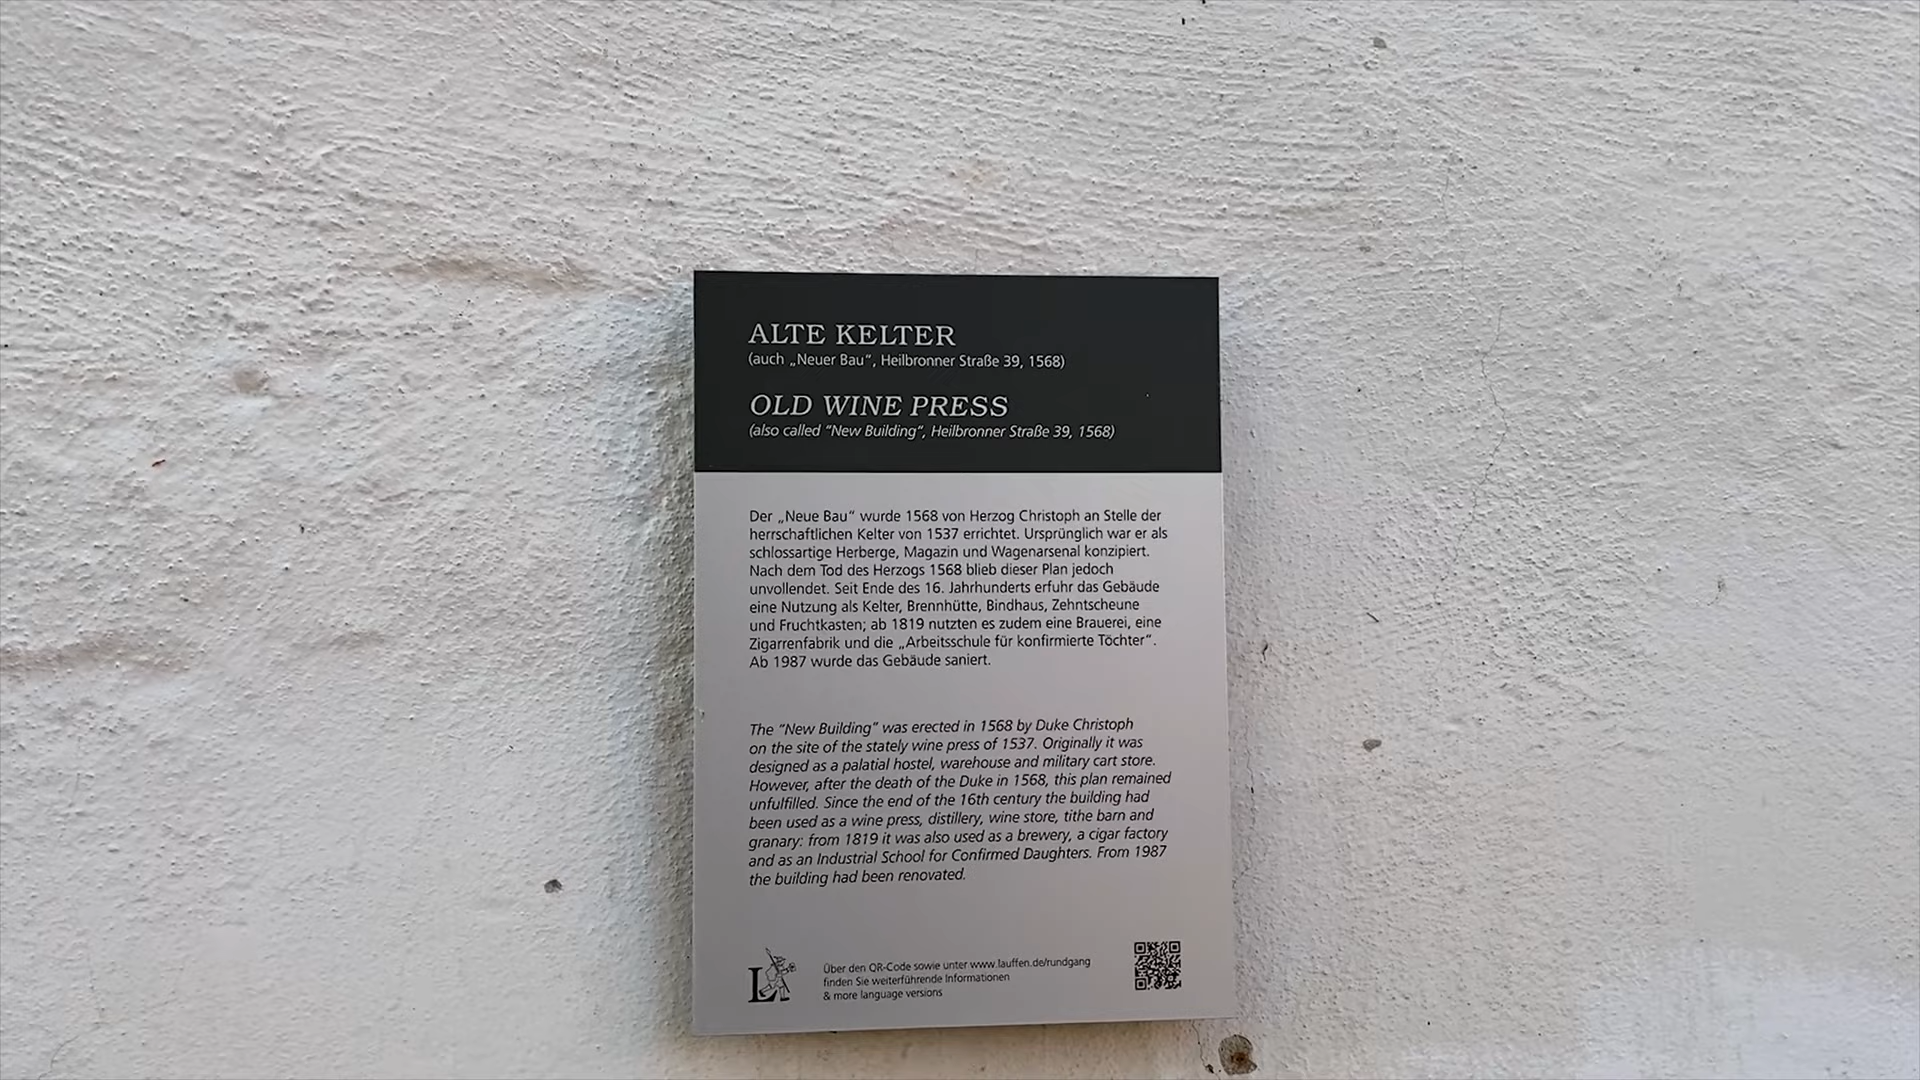 ALTE KELTER
(auch „Neuer Bau“, Heilbronner Straße 39, 1568)
OLD WINE PRESS
(also called “New Building“, Heilbronner Straße 39, 1568)
Der „Neue Bau“ wurde 1568 von Herzog Christoph an Stelle der
herrschaftlichen Kelter von 1537 errichtet. Ursprünglich war er als
schlossartige Herberge, Magazin und Wagenarsenal konzipiert.
Nach dem Tod des Herzogs 1568 blieb dieser Plan jedoch
unvollendet. Seit Ende des 16. Jahrhunderts erfuhr das Gebäude
eine Nutzung als Kelter, Brennhütte, Bindhaus, Zehntscheune
und Fruchtkasten; ab 1819 nutzten es zudem eine Brauerei, eine
Zigarrenfabrik und die „Arbeitsschule für konfirmierte Töchter“.
Ab 1987 wurde das Gebäude saniert.
The “New Building“ was erected in 1568 by Duke Christoph
on the site of the stately wine press of 1537. Originally it was
designed as a palatial hostel, warehouse and military cart store.
However, after the death of the Duke in 1568, this plan remained
unfulfilled. Since the end of the 16th century the building had
been used as a wine press, distillery, wine store, tithe barn and
granary: from 1819 it was also used as a brewery, a cigar factory
and as an Industrial School for Confirmed Daughters. From 1987
the building had been renovated.
L
Über den QR-Code sowie unter www.lauffen.de/rundgang
finden Sie weiterführende Informationen
& more language versions